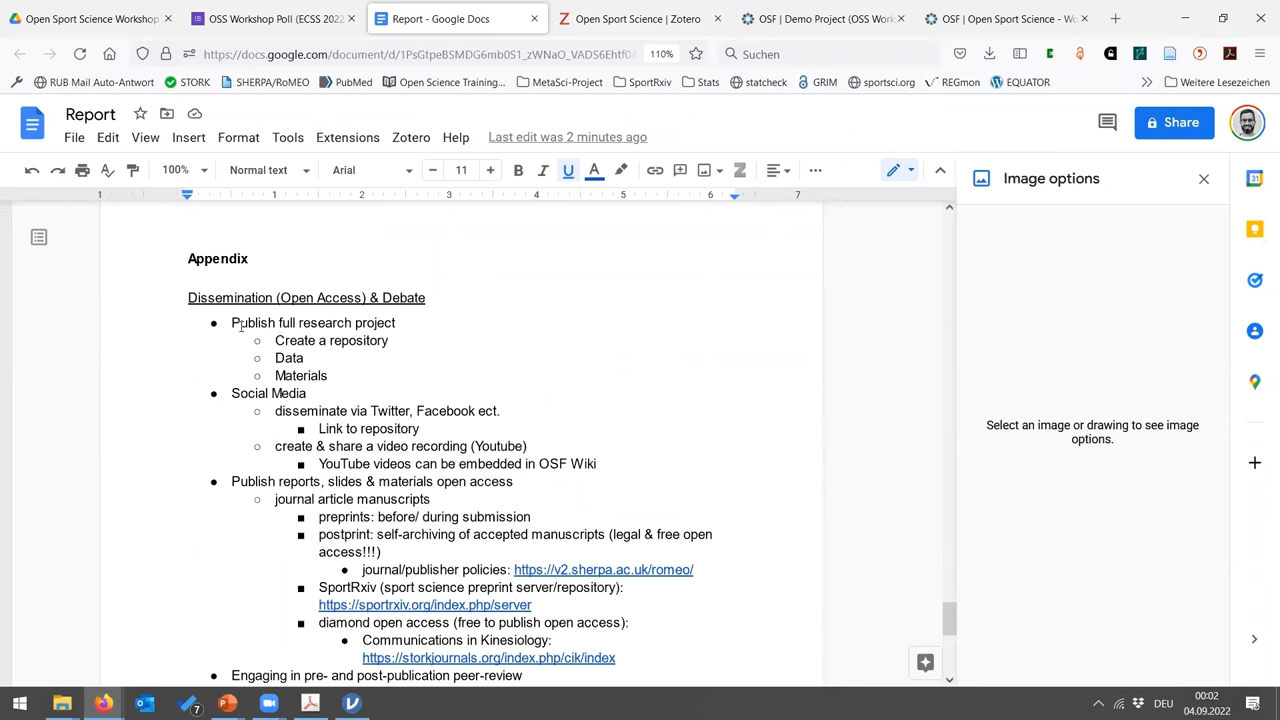 Open Sport Science Workshop
OSS Workshop Poll (ECSS 2022
Report - Google Docs
Open Sport Science | Zotero
OSF | Demo Project (OSS Work
OSF | Open Sport Science - Wo
https://docs.google.com/document/d/1PsGtpeBSMDG6mb0S1_zWNaO_VADS6Ehtf0
110%
Suchen
RUB Mail Auto-Antwort
STORK
SHERPA/RoMEO
PubMed
Open Science Training...
MetaSci-Project
SportRxiv
Stats
statcheck
GRIM
sportsci.org
REGmon
EQUATOR
Weitere Lesezeichen
Report
File Edit View Insert Format Tools Extensions Zotero Help Last edit was 2 minutes ago
Share
100% Normal text Arial 11
B I U A Z
1 1 2 3 4 5 6 7
Image options
Select an image or drawing to see image
options.
Appendix
Dissemination (Open Access) & Debate
● Publish full research project
○ Create a repository
○ Data
○ Materials
● Social Media
○ disseminate via Twitter, Facebook ect.
■ Link to repository
○ create & share a video recording (Youtube)
■ YouTube videos can be embedded in OSF Wiki
● Publish reports, slides & materials open access
○ journal article manuscripts
■ preprints: before/ during submission
■ postprint: self-archiving of accepted manuscripts (legal & free open
access!!!)
● journal/publisher policies: https://v2.sherpa.ac.uk/romeo/
■ SportRxiv (sport science preprint server/repository):
https://sportrxiv.org/index.php/server
■ diamond open access (free to publish open access):
● Communications in Kinesiology:
https://storkjournals.org/index.php/cik/index
● Engaging in pre- and post-publication peer-review
7
DEU
00:02
04.09.2022